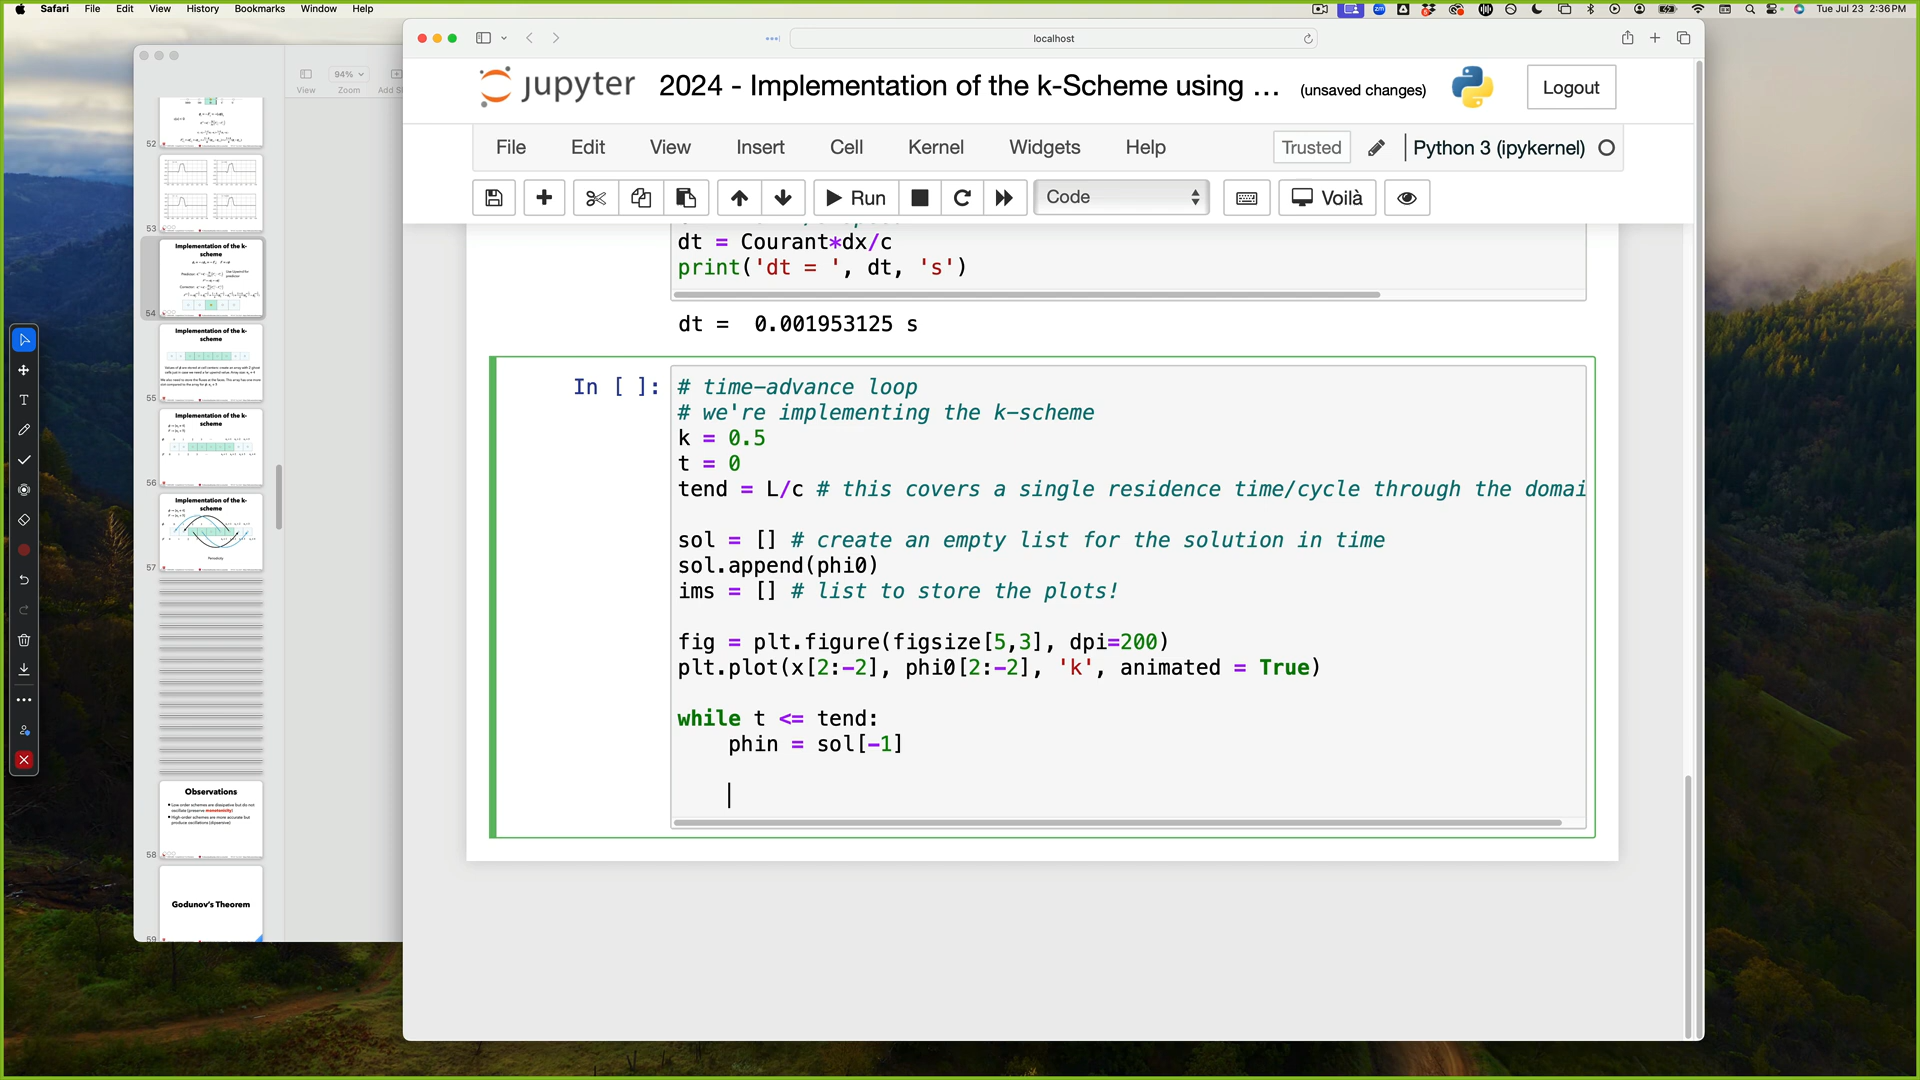 Safari File Edit View History Bookmarks Window Help
Tue Jul 23 2:36 PM
94%
View Zoom Add S
52
53
Implementation of the k-
scheme
54
Implementation of the k-
scheme
55
Implementation of the k-
scheme
56
Implementation of the k-
scheme
Periodicity
57
Observations
58
Godunov's Theorem
59
localhost
jupyter 2024 - Implementation of the k-Scheme using ... (unsaved changes) Logout
File Edit View Insert Cell Kernel Widgets Help Trusted Python 3 (ipykernel)
Run Code Voilà
dt = Courant*dx/c
print('dt = ', dt, 's')
dt = 0.001953125 s
In [ ]: # time-advance loop
# we're implementing the k-scheme
k = 0.5
t = 0
tend = L/c # this covers a single residence time/cycle through the domai
sol = [] # create an empty list for the solution in time
sol.append(phi0)
ims = [] # list to store the plots!
fig = plt.figure(figsize[5,3], dpi=200)
plt.plot(x[2:-2], phi0[2:-2], 'k', animated = True)
while t <= tend:
phin = sol[-1]